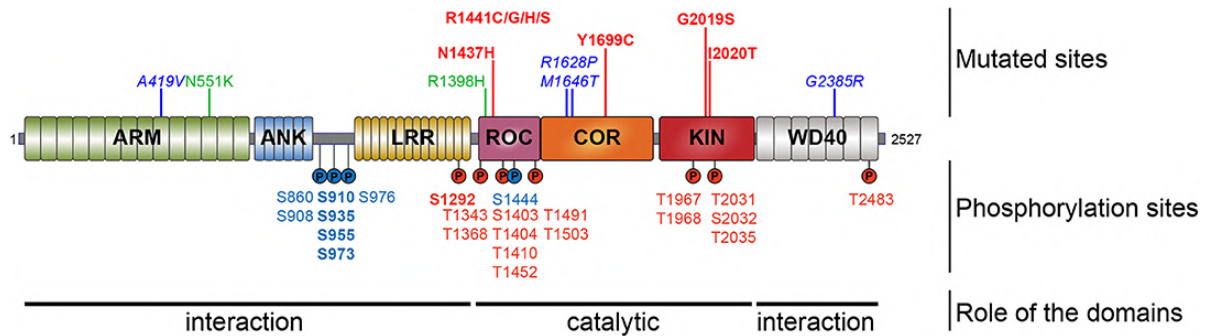 R1441C/G/H/S
G2019S
N1437H
Y1699C
I2020T
A419V
N551K
R1398H
R1628P
M1646T
G2385R
Mutated sites
1
ARM
ANK
LRR
ROC
COR
KIN
WD40
2527
P
P
P
P
P
P
P
P
P
P
P
S860
S910
S976
S908
S935
S955
S973
S1292
T1343
T1368
S1444
S1403
T1404
T1410
T1452
T1491
T1503
T1967
T1968
T2031
S2032
T2035
T2483
Phosphorylation sites
interaction
catalytic
interaction
Role of the domains